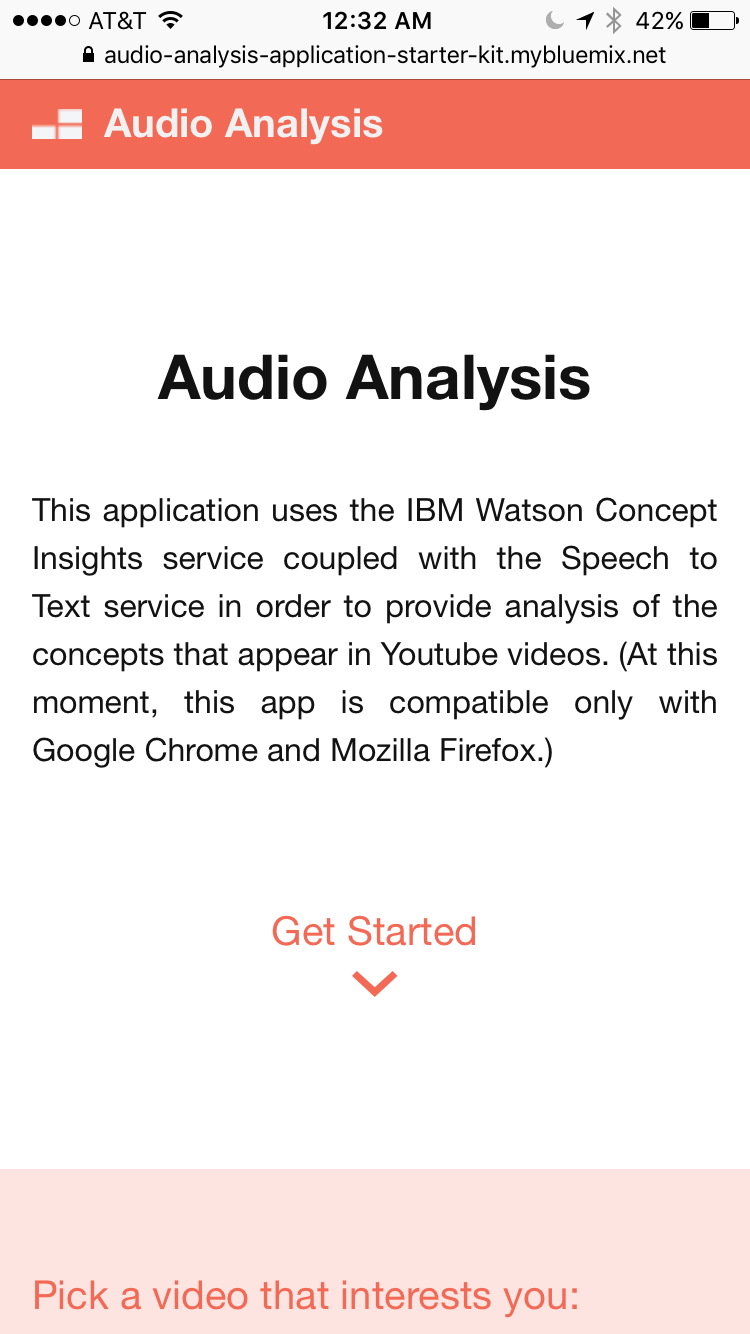 AT&T 12:32 AM 42%
audio-analysis-application-starter-kit.mybluemix.net
Audio Analysis
Audio Analysis
This application uses the IBM Watson Concept
Insights service coupled with the Speech to
Text service in order to provide analysis of the
concepts that appear in Youtube videos. (At this
moment, this app is compatible only with
Google Chrome and Mozilla Firefox.)
Get Started
Pick a video that interests you: